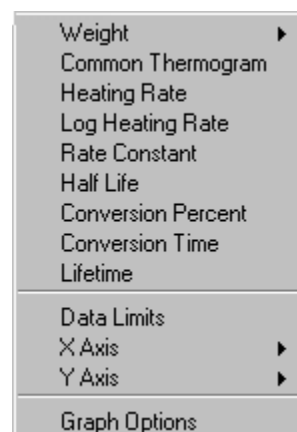 Weight
Common Thermogram
Heating Rate
Log Heating Rate
Rate Constant
Half Life
Conversion Percent
Conversion Time
Lifetime
Data Limits
X Axis
Y Axis
Graph Options